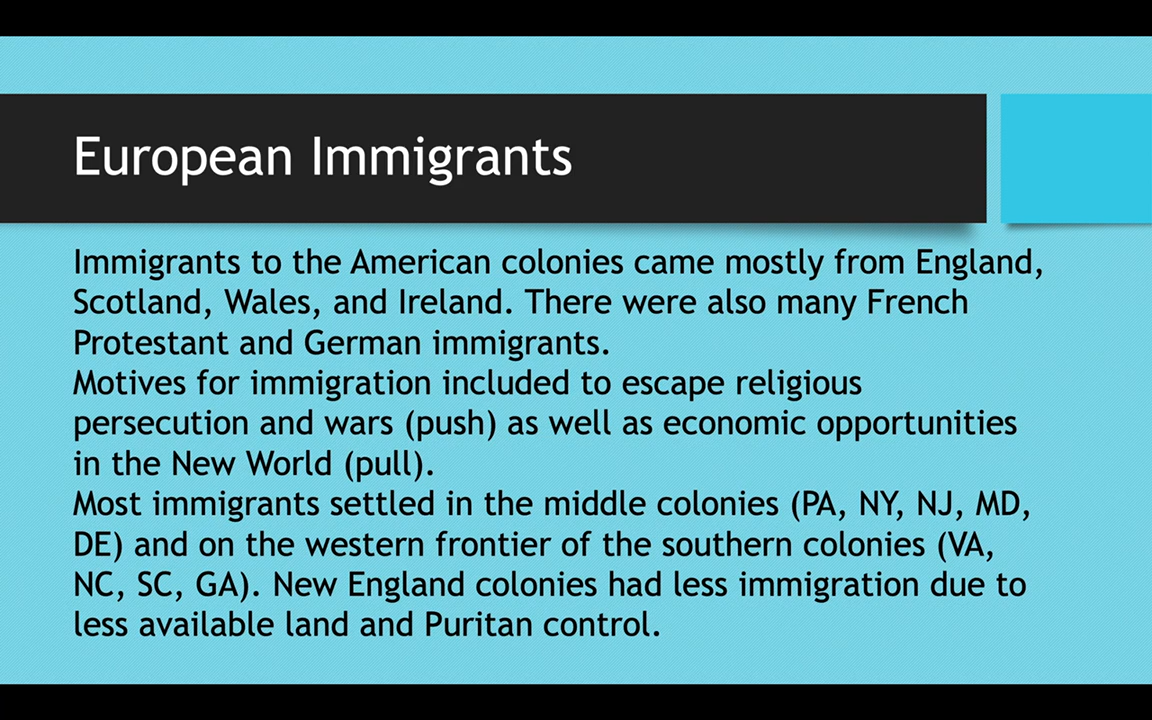 European Immigrants
Immigrants to the American colonies came mostly from England,
Scotland, Wales, and Ireland. There were also many French
Protestant and German immigrants.
Motives for immigration included to escape religious
persecution and wars (push) as well as economic opportunities
in the New World (pull).
Most immigrants settled in the middle colonies (PA, NY, NJ, MD,
DE) and on the western frontier of the southern colonies (VA,
NC, SC, GA). New England colonies had less immigration due to
less available land and Puritan control.